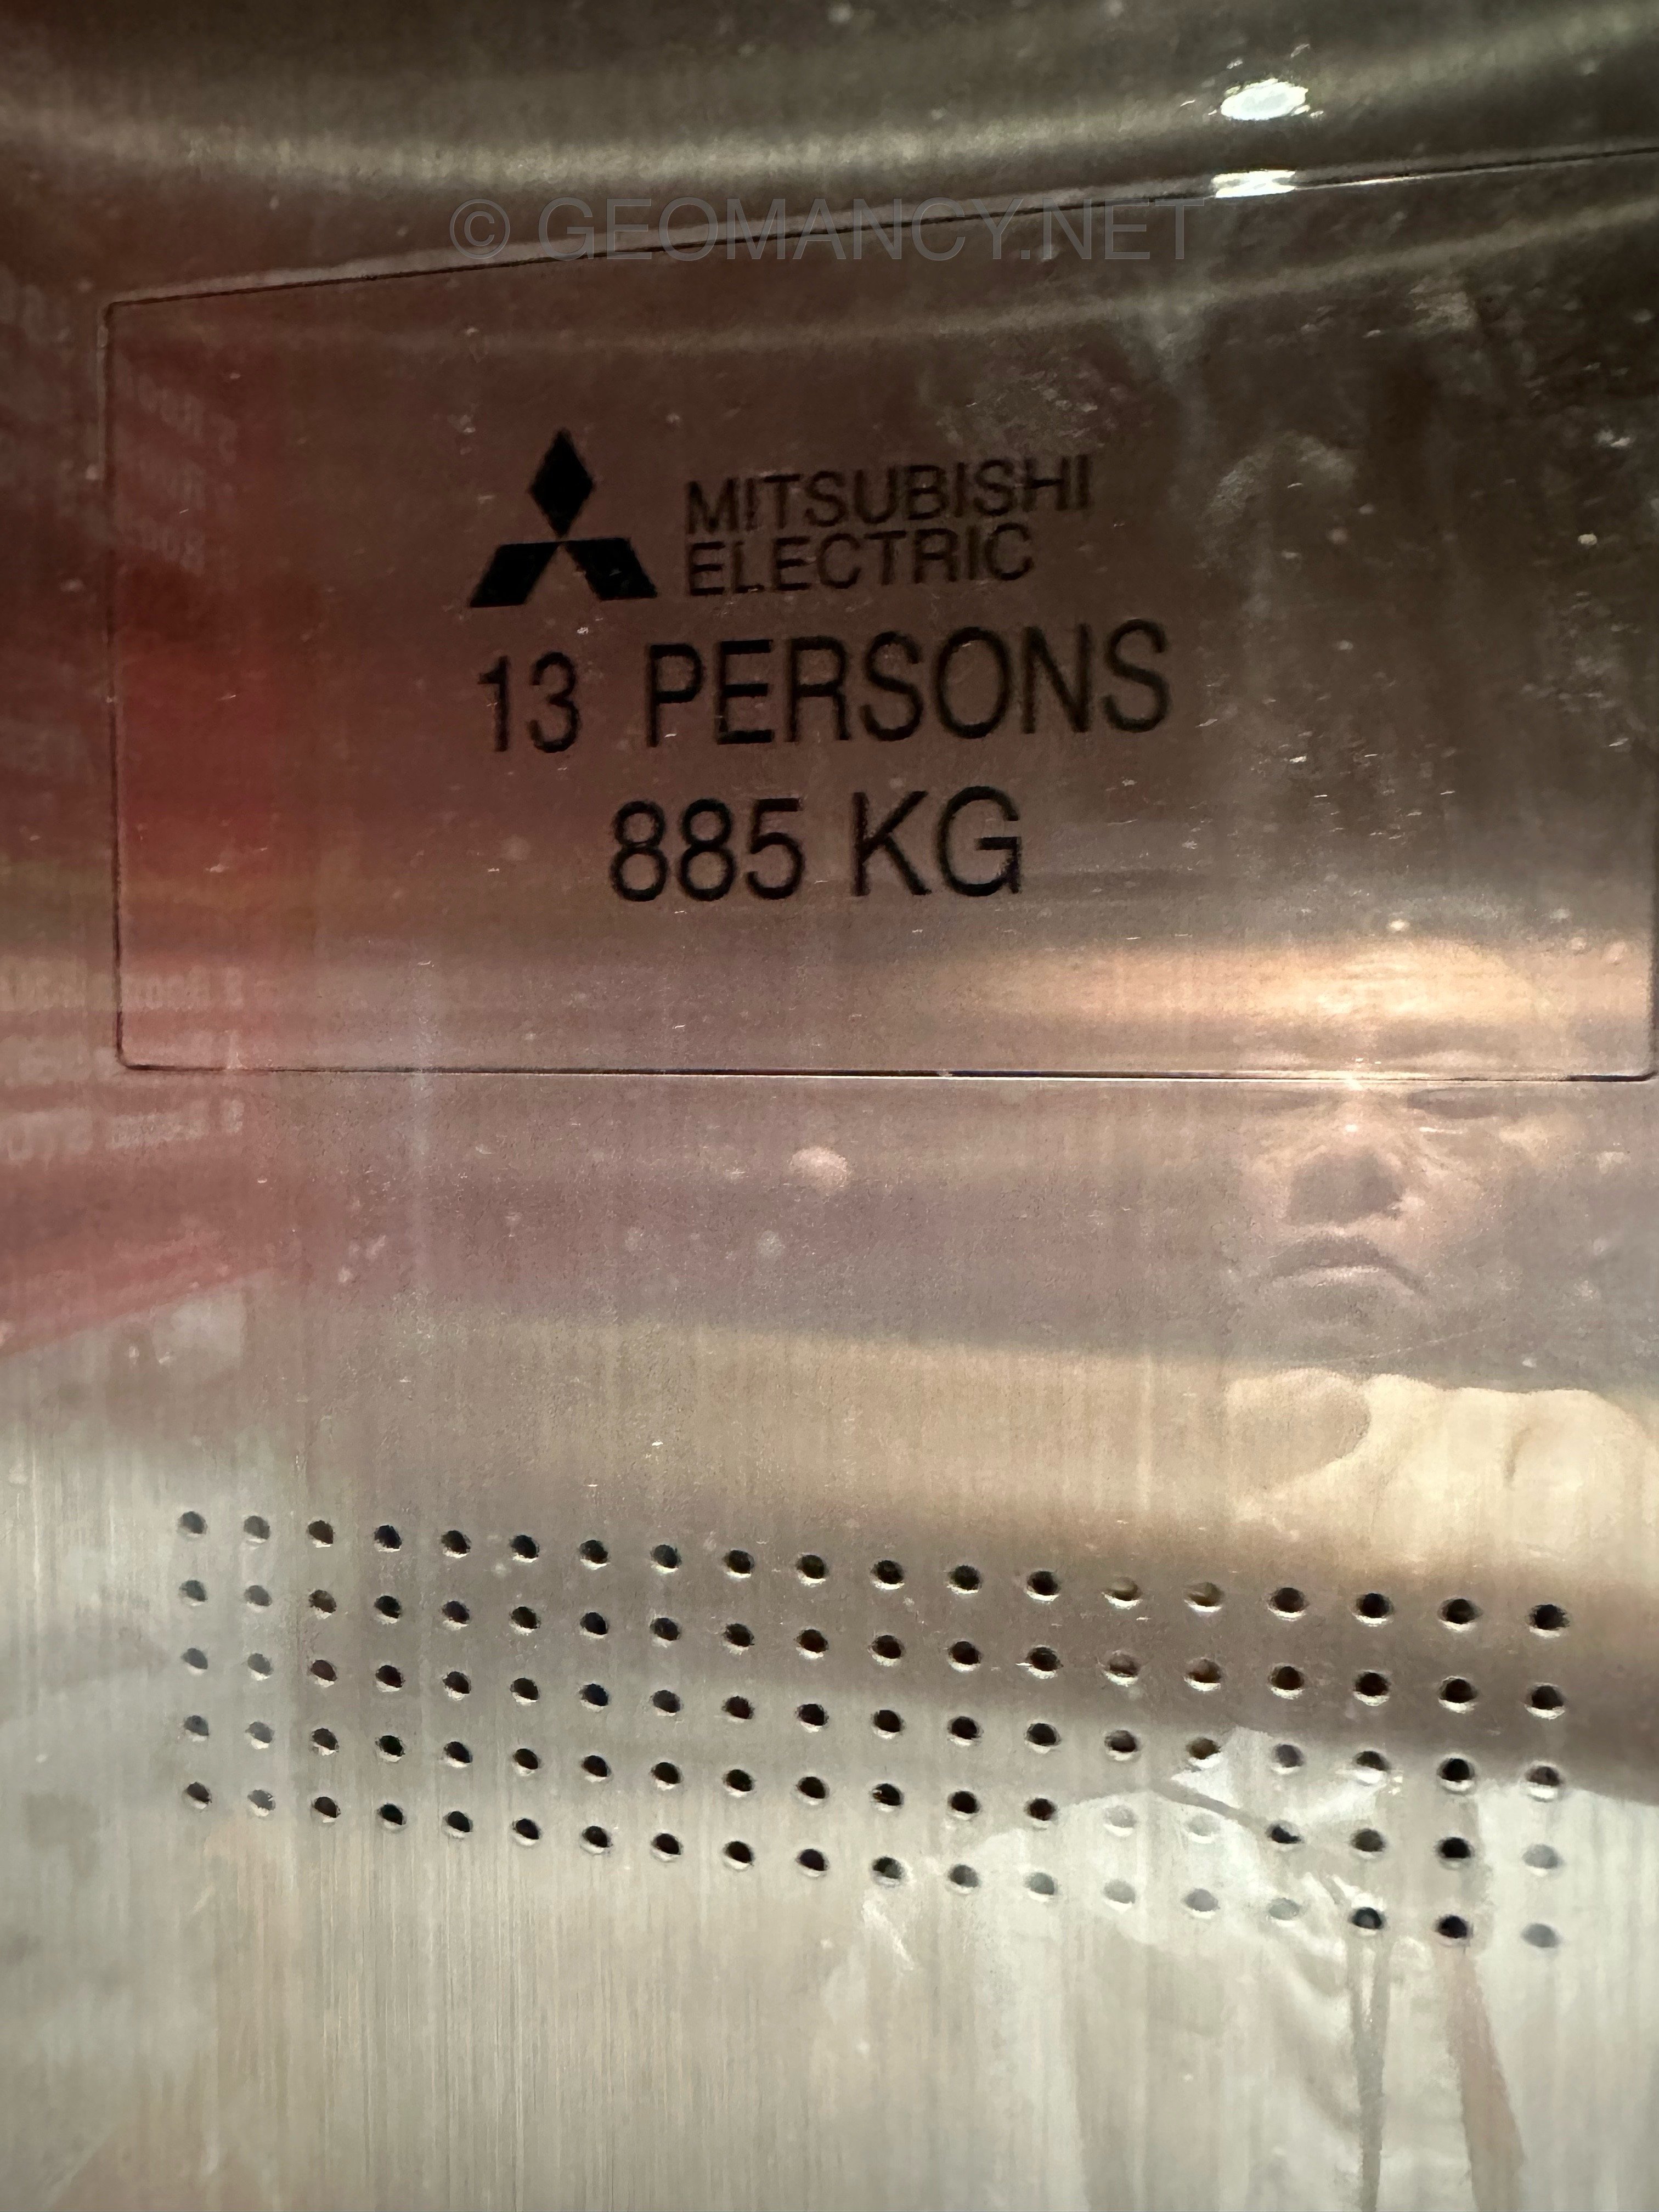 © GEOMANCY.NET
MITSUBISHI
ELECTRIC
13 PERSONS
885 KG